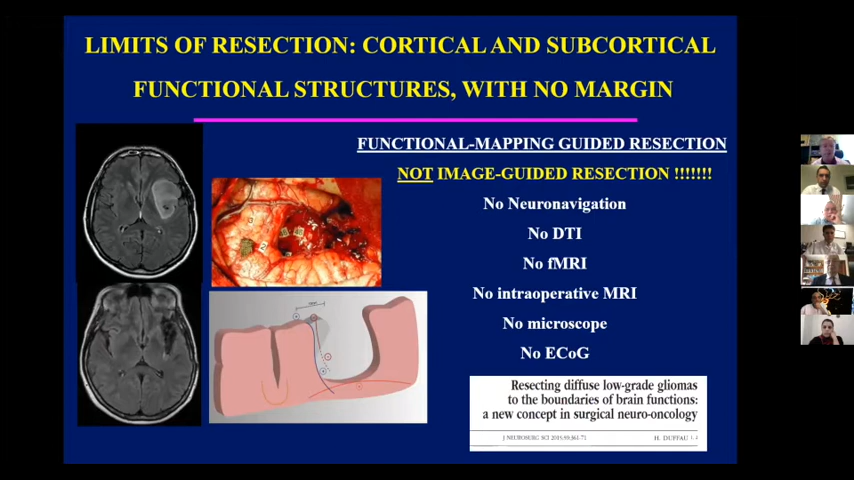 LIMITS OF RESECTION: CORTICAL AND SUBCORTICAL
FUNCTIONAL STRUCTURES, WITH NO MARGIN
FUNCTIONAL-MAPPING GUIDED RESECTION
NOT IMAGE-GUIDED RESECTION !!!!!!!
No Neuronavigation
No DTI
No fMRI
No intraoperative MRI
No microscope
No ECoG
Resecting diffuse low-grade gliomas
to the boundaries of brain functions:
a new concept in surgical neuro-oncology
J NEUROSURG SCI 2015;59:361-71 H. DUFFAU